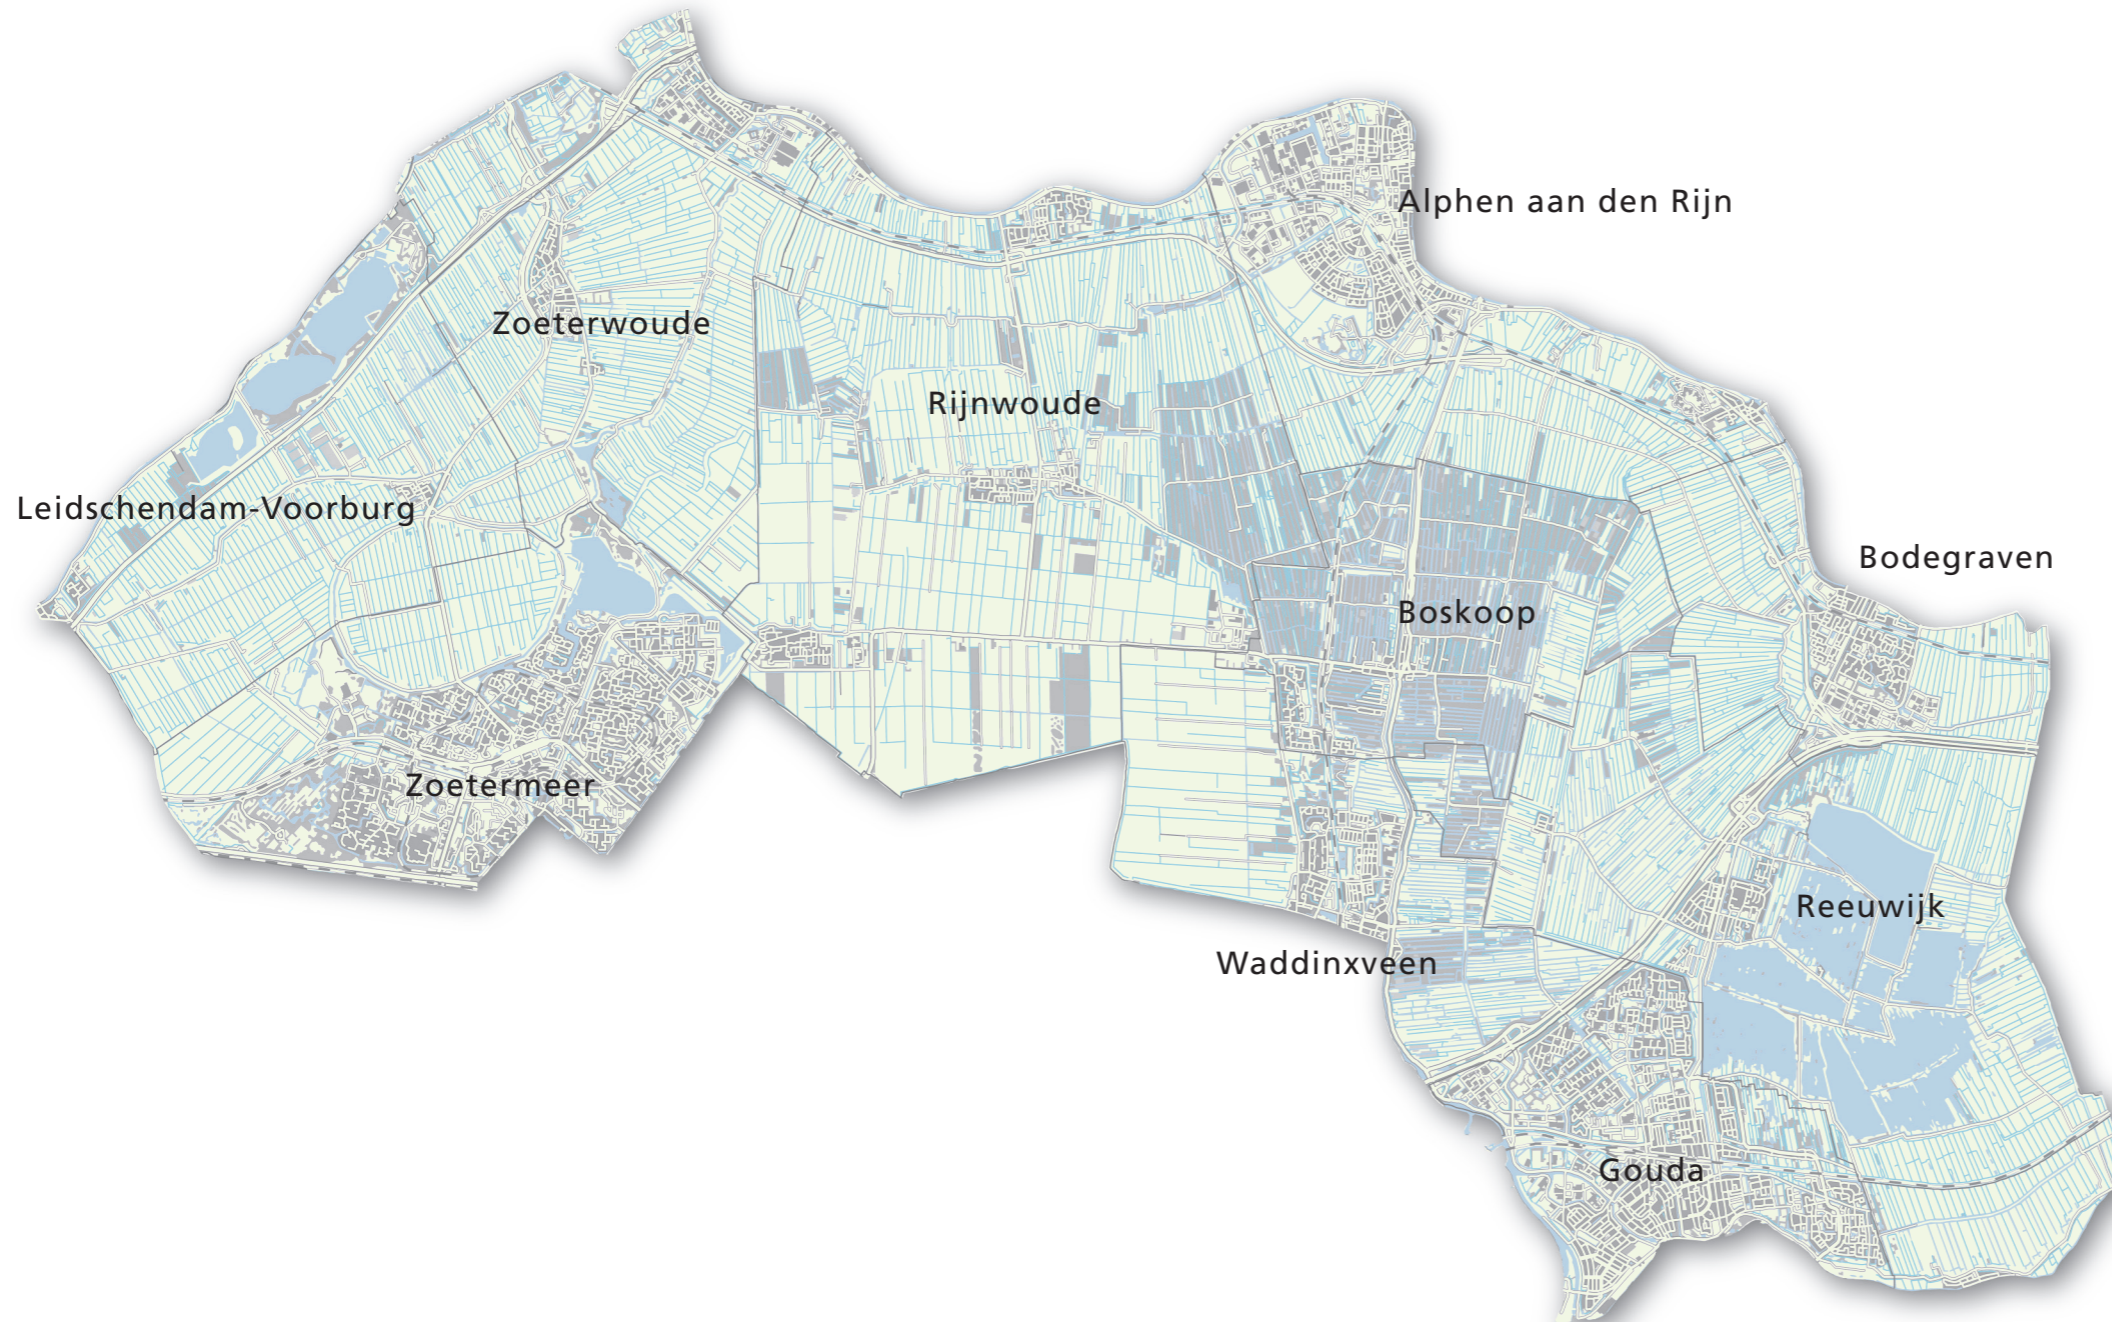 Alphen aan den Rijn
Zoeterwoude
Rijnwoude
Leidschendam-Voorburg
Bodegraven
Boskoop
Zoetermeer
Reeuwijk
Waddinxveen
Gouda